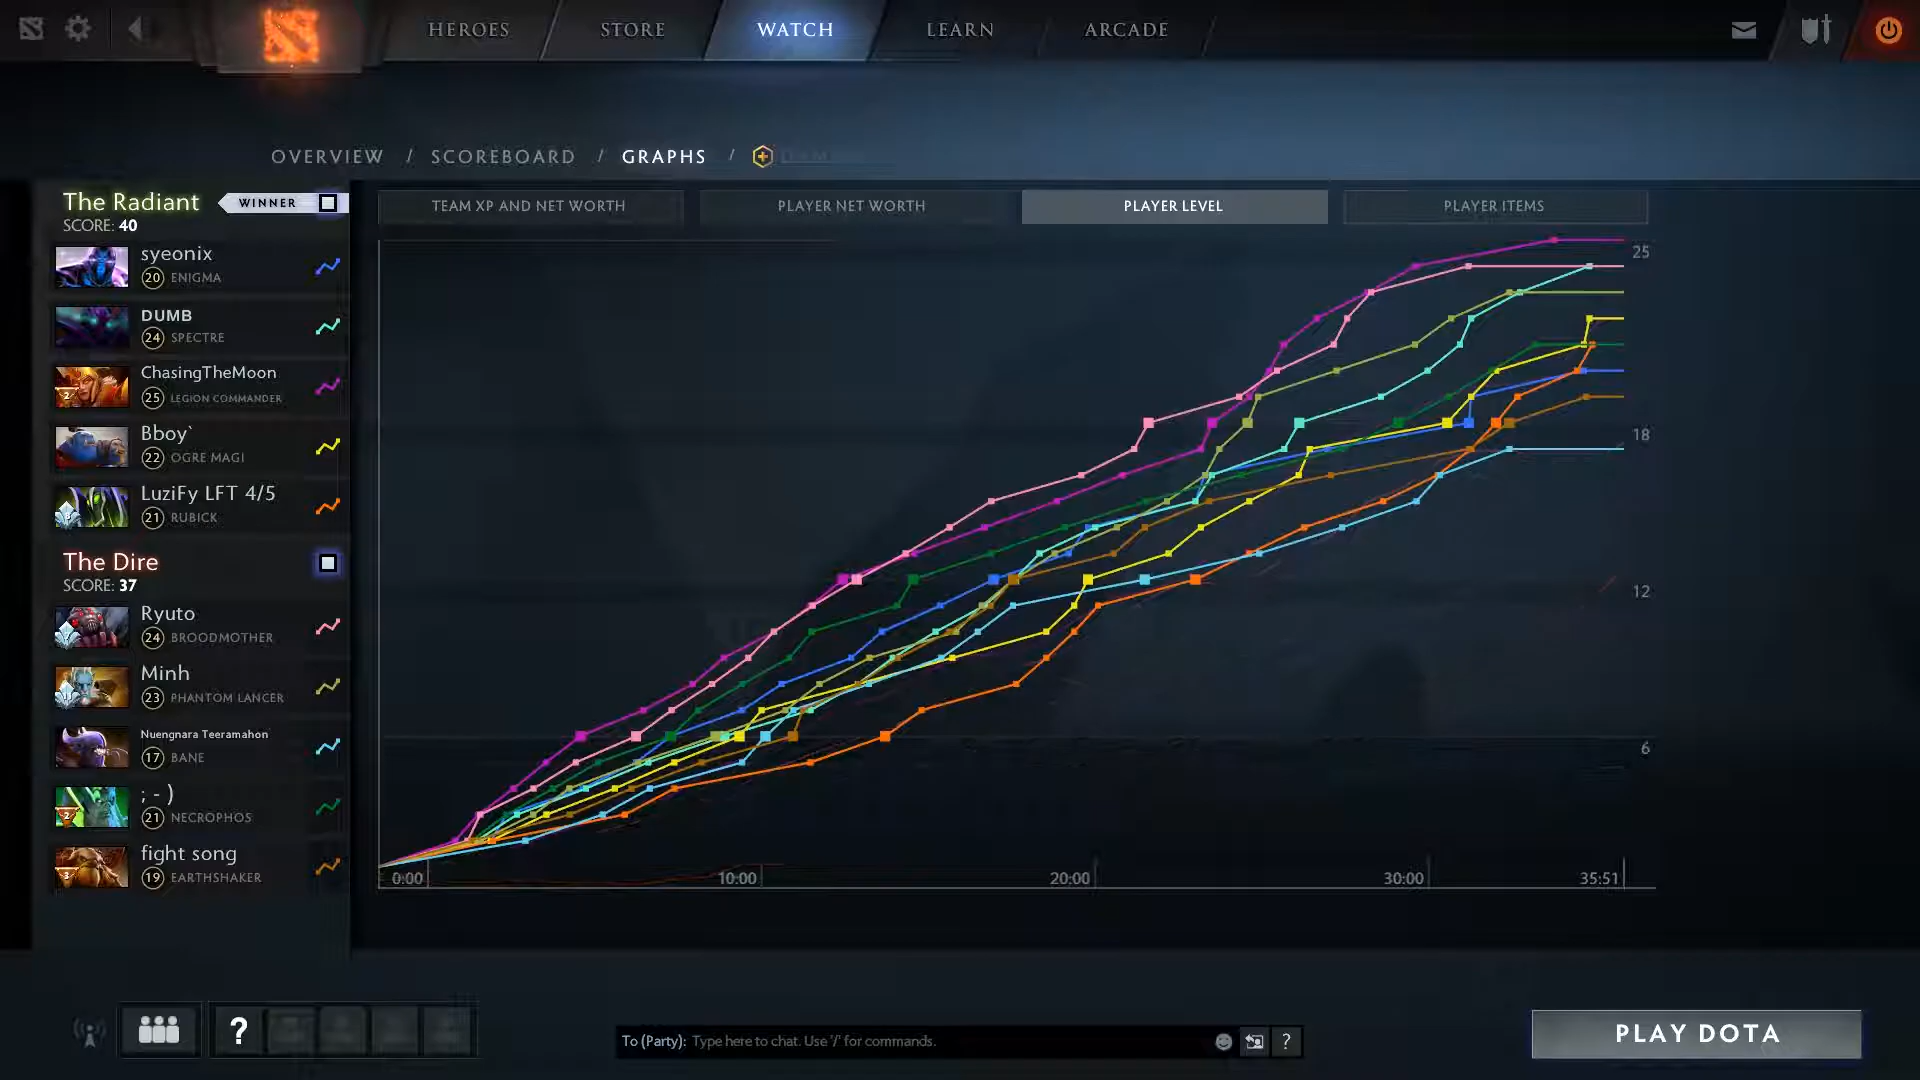 HEROES
STORE
WATCH
LEARN
ARCADE
OVERVIEW / SCOREBOARD / GRAPHS /
The Radiant
WINNER
SCORE: 40
syeonix
20 ENIGMA
DUMB
24 SPECTRE
ChasingTheMoon
2
25 LEGION COMMANDER
Bboy`
22 OGRE MAGI
LuziFy LFT 4/5
21 RUBICK
The Dire
SCORE: 37
Ryuto
24 BROODMOTHER
Minh
23 PHANTOM LANCER
Nuengnara Teeramahon
17 BANE
; - )
2
21 NECROPHOS
fight song
3
19 EARTHSHAKER
TEAM XP AND NET WORTH
PLAYER NET WORTH
PLAYER LEVEL
PLAYER ITEMS
25
18
12
6
0:00
10:00
20:00
30:00
35:51
?
To (Party): Type here to chat. Use '/' for commands.
?
PLAY DOTA